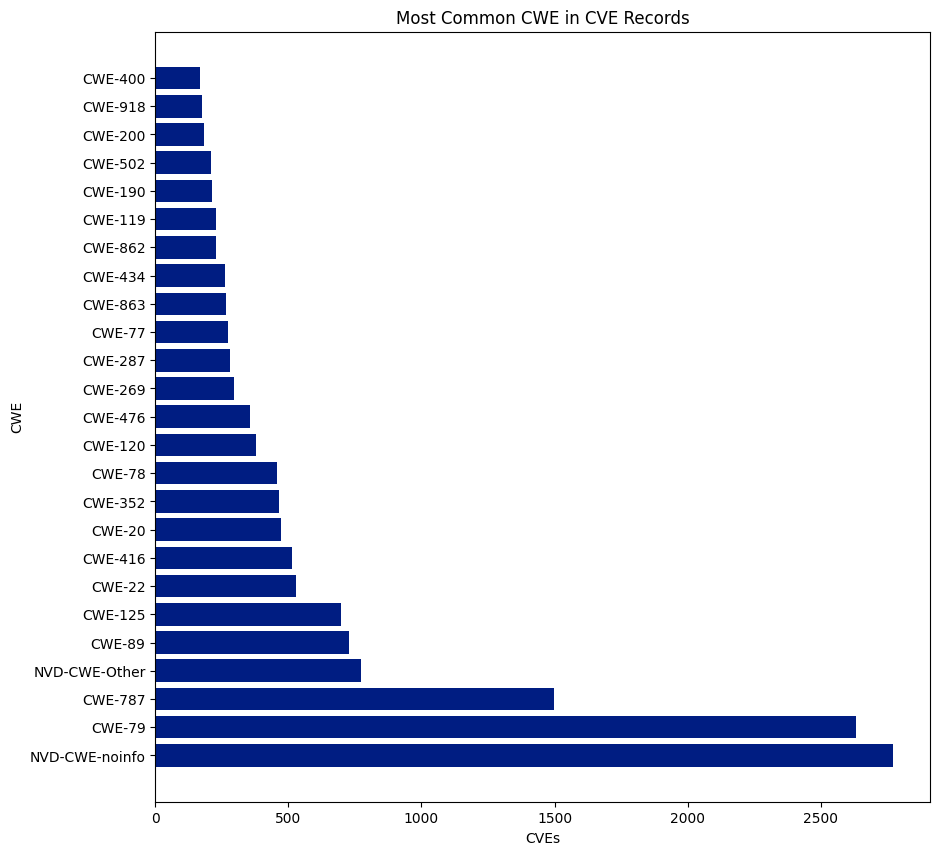 Most Common CWE in CVE Records
CWE-400
CWE-918
CWE-200
CWE-502
CWE-190
CWE-119
CWE-862
CWE-434
CWE-863
CWE-77
CWE-287
CWE-269
CWE-476
CWE-120
CWE-78
CWE-352
CWE-20
CWE-416
CWE-22
CWE-125
CWE-89
NVD-CWE-Other
CWE-787
CWE-79
NVD-CWE-noinfo
CWE
0 500 1000 1500 2000 2500
CVEs